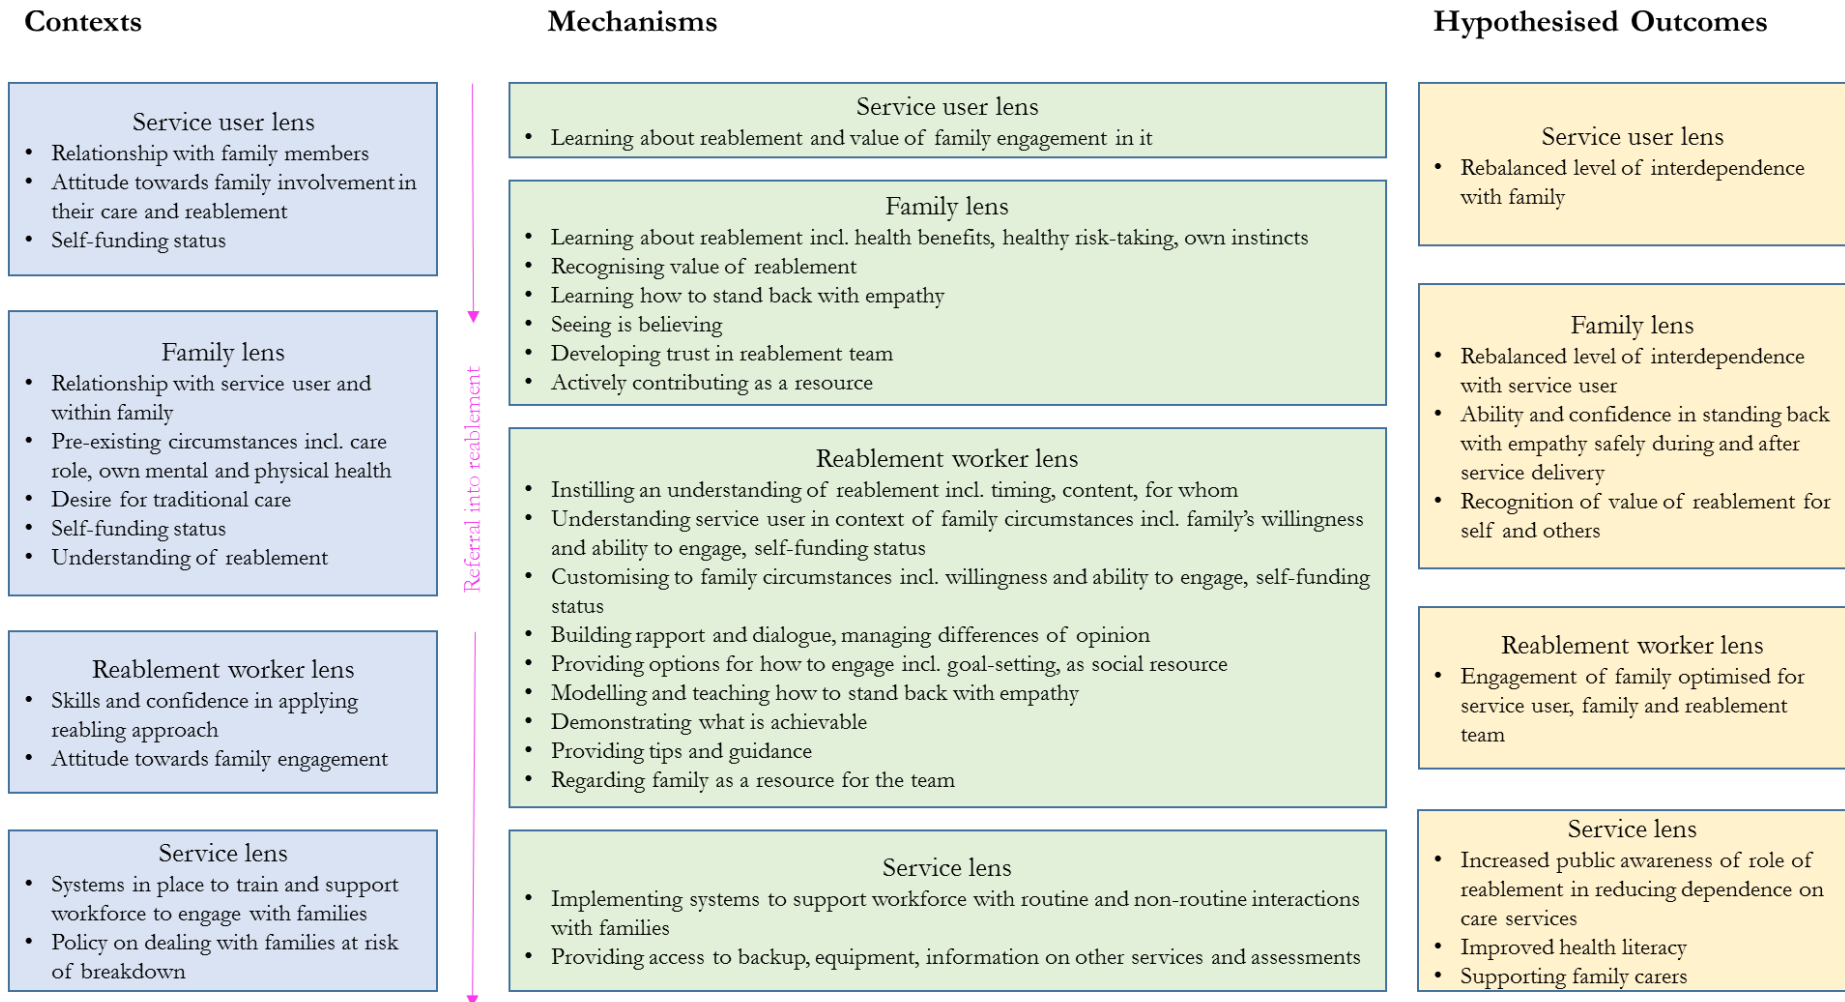 Contexts
Service user lens
• Relationship with family members
• Attitude towards family involvement in
their care and reablement
• Self-funding status
Family lens
• Relationship with service user and
within family
• Pre-existing circumstances incl. care
role, own mental and physical health
• Desire for traditional care
• Self-funding status
• Understanding of reablement
Reablement worker lens
• Skills and confidence in applying
reabling approach
• Attitude towards family engagement
Service lens
• Systems in place to train and support
workforce to engage with families
• Policy on dealing with families at risk
of breakdown
Referral into reablement
Mechanisms
Service user lens
• Learning about reablement and value of family engagement in it
Family lens
• Learning about reablement incl. health benefits, healthy risk-taking, own instincts
• Recognising value of reablement
• Learning how to stand back with empathy
• Seeing is believing
• Developing trust in reablement team
• Actively contributing as a resource
Reablement worker lens
• Instilling an understanding of reablement incl. timing, content, for whom
• Understanding service user in context of family circumstances incl. family’s willingness
and ability to engage, self-funding status
• Customising to family circumstances incl. willingness and ability to engage, self-funding
status
• Building rapport and dialogue, managing differences of opinion
• Providing options for how to engage incl. goal-setting, as social resource
• Modelling and teaching how to stand back with empathy
• Demonstrating what is achievable
• Providing tips and guidance
• Regarding family as a resource for the team
Service lens
• Implementing systems to support workforce with routine and non-routine interactions
with families
• Providing access to backup, equipment, information on other services and assessments
Hypothesised Outcomes
Service user lens
• Rebalanced level of interdependence
with family
Family lens
• Rebalanced level of interdependence
with service user
• Ability and confidence in standing back
with empathy safely during and after
service delivery
• Recognition of value of reablement for
self and others
Reablement worker lens
• Engagement of family optimised for
service user, family and reablement
team
Service lens
• Increased public awareness of role of
reablement in reducing dependence on
care services
• Improved health literacy
• Supporting family carers